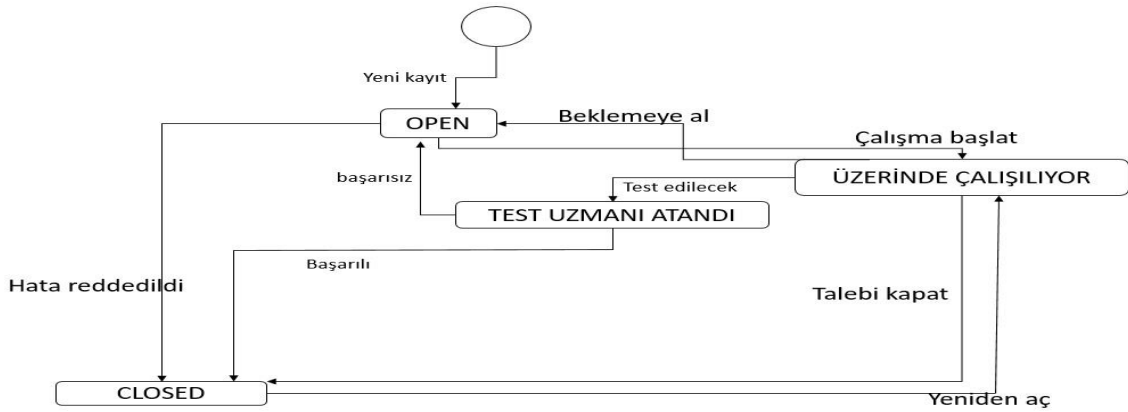 Yeni kayıt
OPEN
Beklemeye al
Çalışma başlat
başarısız
Test edilecek
ÜZERİNDE ÇALIŞILIYOR
TEST UZMANI ATANDI
Başarılı
Hata reddedildi
Talebi kapat
CLOSED
Yeniden aç